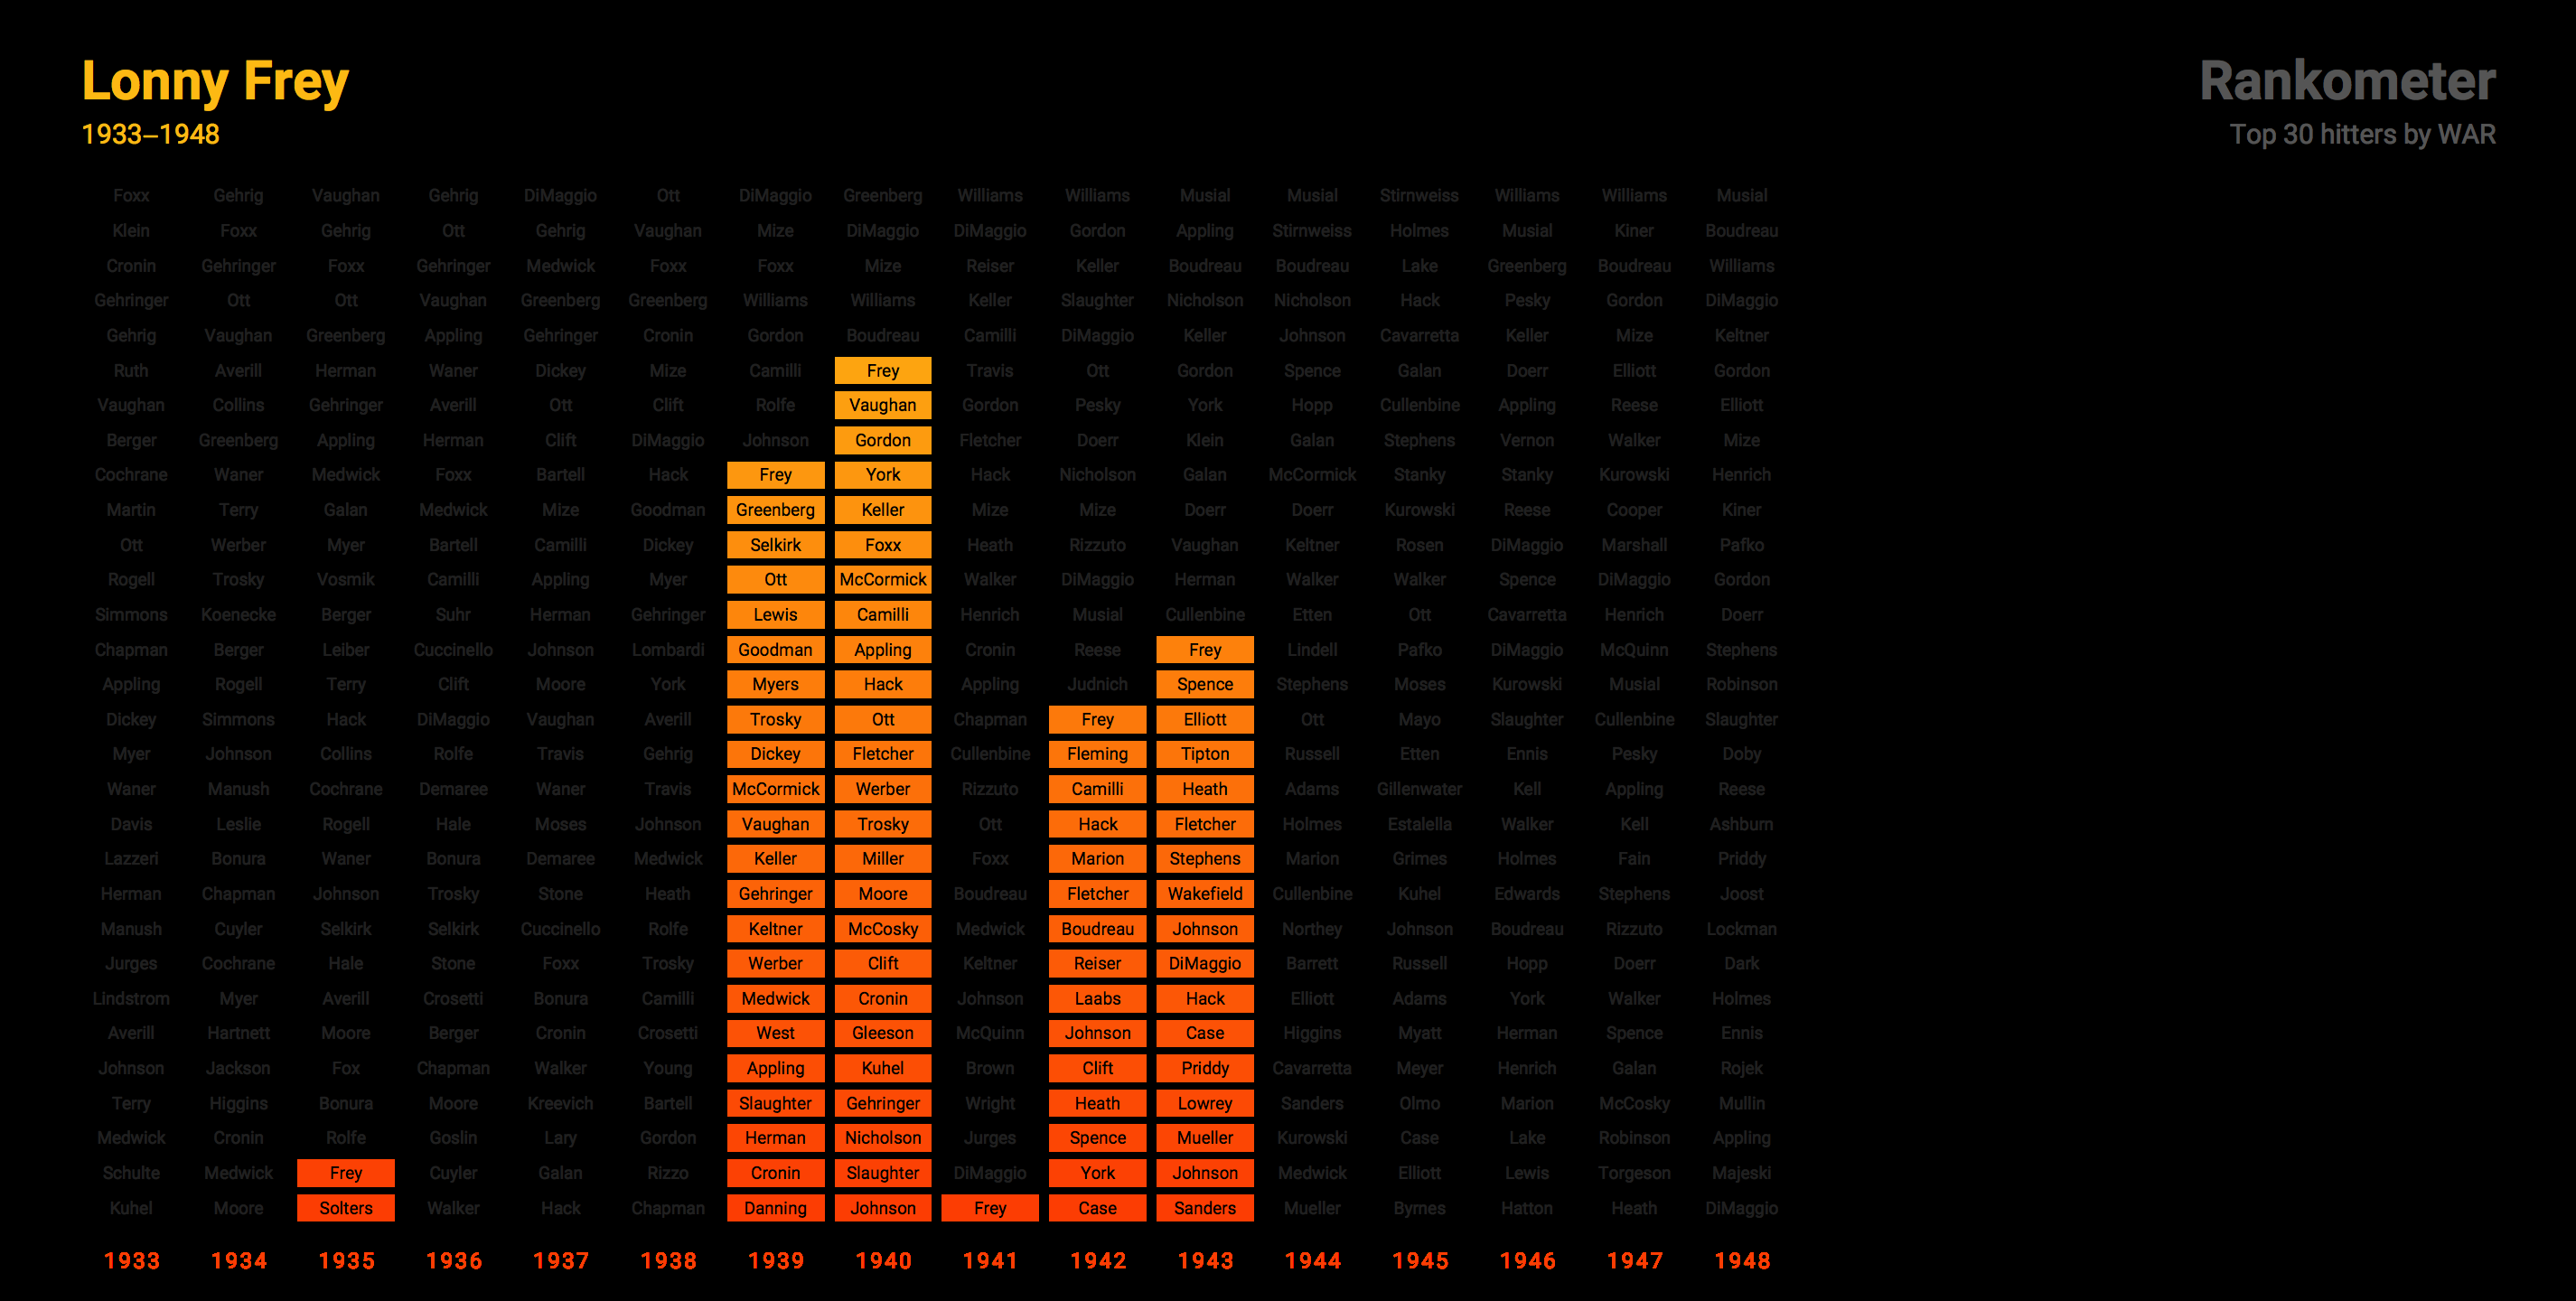 Lonny Frey
1933–1948
Rankometer
Top 30 hitters by WAR
Foxx Gehrig Vaughan Gehrig DiMaggio Ott DiMaggio Greenberg Williams Williams Musial Musial Stirnweiss Williams Williams Musial
Klein Foxx Gehrig Ott Gehrig Vaughan Mize DiMaggio DiMaggio Gordon Appling Stirnweiss Holmes Musial Kiner Boudreau
Cronin Gehringer Foxx Gehringer Medwick Foxx Foxx Mize Reiser Keller Boudreau Boudreau Lake Greenberg Boudreau Williams
Gehringer Ott Ott Vaughan Greenberg Greenberg Williams Williams Keller Slaughter Nicholson Nicholson Hack Pesky Gordon DiMaggio
Gehrig Vaughan Greenberg Appling Gehringer Cronin Gordon Boudreau Camilli DiMaggio Keller Johnson Cavarretta Keller Mize Keltner
Ruth Averill Herman Waner Dickey Mize Camilli Frey Travis Ott Gordon Spence Galan Doerr Elliott Gordon
Vaughan Collins Gehringer Averill Ott Clift Rolfe Vaughan Gordon Pesky York Hopp Cullenbine Appling Reese Elliott
Berger Greenberg Appling Herman Clift DiMaggio Johnson Gordon Fletcher Doerr Klein Galan Stephens Vernon Walker Mize
Cochrane Waner Medwick Foxx Bartell Hack Frey York Hack Nicholson Galan McCormick Stanky Stanky Kurowski Henrich
Martin Terry Galan Medwick Mize Goodman Greenberg Keller Mize Mize Doerr Doerr Kurowski Reese Cooper Kiner
Ott Werber Myer Bartell Camilli Dickey Selkirk Foxx Heath Rizzuto Vaughan Keltner Rosen DiMaggio Marshall Pafko
Rogell Trosky Vosmik Camilli Appling Myer Ott McCormick Walker DiMaggio Herman Walker Walker Spence DiMaggio Gordon
Simmons Koenecke Berger Suhr Herman Gehringer Lewis Camilli Henrich Musial Cullenbine Etten Ott Cavarretta Henrich Doerr
Chapman Berger Leiber Cuccinello Johnson Lombardi Goodman Appling Cronin Reese Frey Lindell Pafko DiMaggio McQuinn Stephens
Appling Rogell Terry Clift Moore York Myers Hack Appling Judnich Spence Stephens Moses Kurowski Musial Robinson
Dickey Simmons Hack DiMaggio Vaughan Averill Trosky Ott Chapman Frey Elliott Ott Mayo Slaughter Cullenbine Slaughter
Myer Johnson Collins Rolfe Travis Gehrig Dickey Fletcher Cullenbine Fleming Tipton Russell Etten Ennis Pesky Doby
Waner Manush Cochrane Demaree Waner Travis McCormick Werber Rizzuto Camilli Heath Adams Gillenwater Kell Appling Reese
Davis Leslie Rogell Hale Moses Johnson Vaughan Trosky Ott Hack Fletcher Holmes Estalella Walker Kell Ashburn
Lazzeri Bonura Waner Bonura Demaree Medwick Keller Miller Foxx Marion Stephens Marion Grimes Holmes Fain Priddy
Herman Chapman Johnson Trosky Stone Heath Gehringer Moore Boudreau Fletcher Wakefield Cullenbine Kuhel Edwards Stephens Joost
Manush Cuyler Selkirk Selkirk Cuccinello Rolfe Keltner McCosky Medwick Boudreau Johnson Northey Johnson Boudreau Rizzuto Lockman
Jurges Cochrane Hale Stone Foxx Trosky Werber Clift Keltner Reiser DiMaggio Barrett Russell Hopp Doerr Dark
Lindstrom Myer Averill Crosetti Bonura Camilli Medwick Cronin Johnson Laabs Hack Elliott Adams York Walker Holmes
Averill Hartnett Moore Berger Cronin Crosetti West Gleeson McQuinn Johnson Case Higgins Myatt Herman Spence Ennis
Johnson Jackson Fox Chapman Walker Young Appling Kuhel Brown Clift Priddy Cavarretta Meyer Henrich Galan Rojek
Terry Higgins Bonura Moore Kreevich Bartell Slaughter Gehringer Wright Heath Lowrey Sanders Olmo Marion McCosky Mullin
Medwick Cronin Rolfe Goslin Lary Gordon Herman Nicholson Jurges Spence Mueller Kurowski Case Lake Robinson Appling
Schulte Medwick Frey Cuyler Galan Rizzo Cronin Slaughter DiMaggio York Johnson Medwick Elliott Lewis Torgeson Majeski
Kuhel Moore Solters Walker Hack Chapman Danning Johnson Frey Case Sanders Mueller Byrnes Hatton Heath DiMaggio
1933 1934 1935 1936 1937 1938 1939 1940 1941 1942 1943 1944 1945 1946 1947 1948